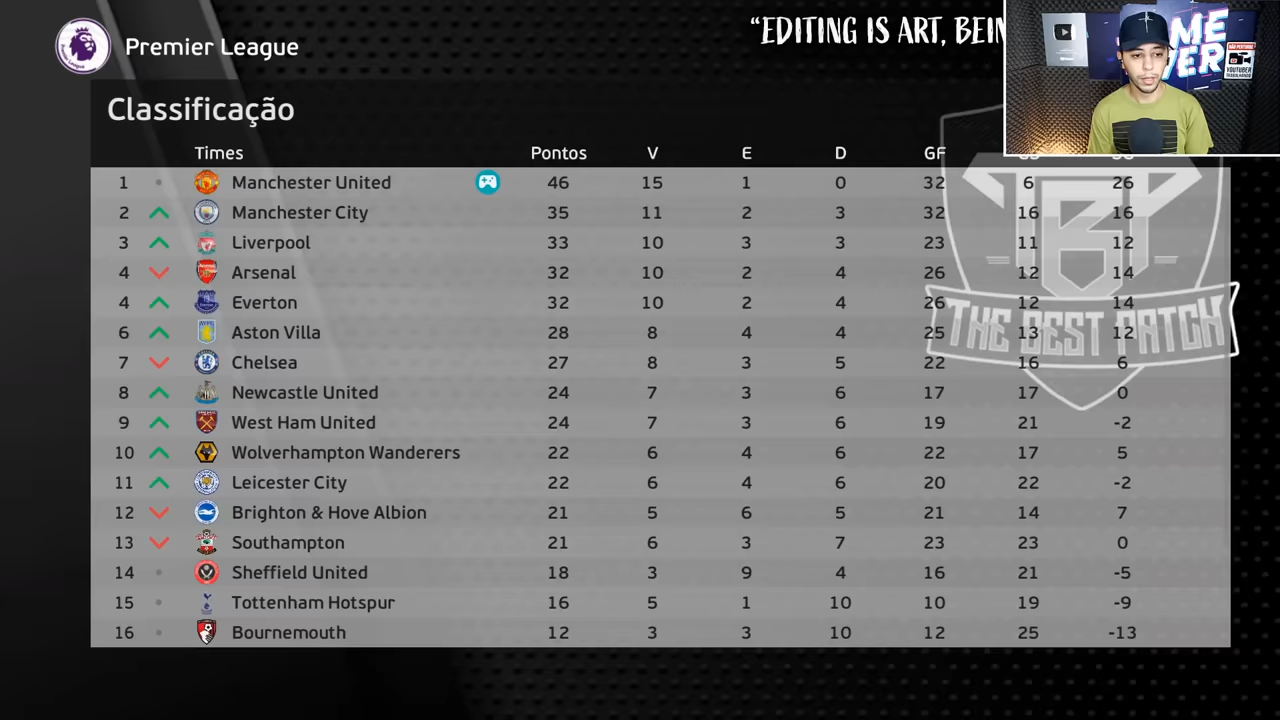 Premier League
“EDITING IS ART, BEIN
ME
VER
NÃO PERTURBE
YOUTUBER
TRABALHANDO
Classificação
Times Pontos V E D GF
1 Manchester United 46 15 1 0 32 6 26
2 Manchester City 35 11 2 3 32 16 16
3 Liverpool 33 10 3 3 23 11 12
4 Arsenal 32 10 2 4 26 12 14
4 Everton 32 10 2 4 26 12 14
6 Aston Villa 28 8 4 4 25 13 12
7 Chelsea 27 8 3 5 22 16 6
8 Newcastle United 24 7 3 6 17 17 0
9 West Ham United 24 7 3 6 19 21 -2
10 Wolverhampton Wanderers 22 6 4 6 22 17 5
11 Leicester City 22 6 4 6 20 22 -2
12 Brighton & Hove Albion 21 5 6 5 21 14 7
13 Southampton 21 6 3 7 23 23 0
14 Sheffield United 18 3 9 4 16 21 -5
15 Tottenham Hotspur 16 5 1 10 10 19 -9
16 Bournemouth 12 3 3 10 12 25 -13
TBP
THE BEST PATCH